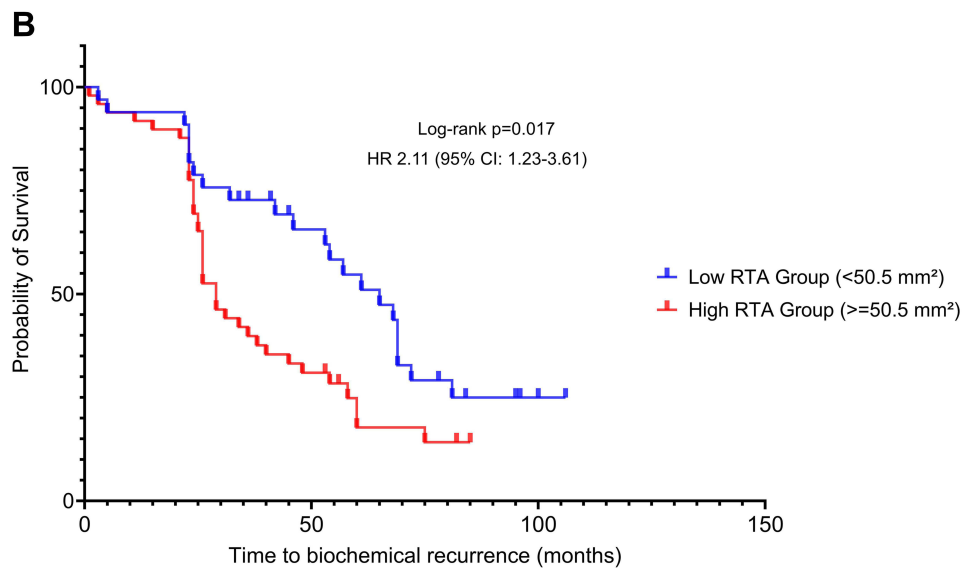 B
Log-rank p=0.017
HR 2.11 (95% CI: 1.23-3.61)
Probability of Survival
100
50
0
Low RTA Group (<50.5 mm²)
High RTA Group (>=50.5 mm²)
0 50 100 150
Time to biochemical recurrence (months)